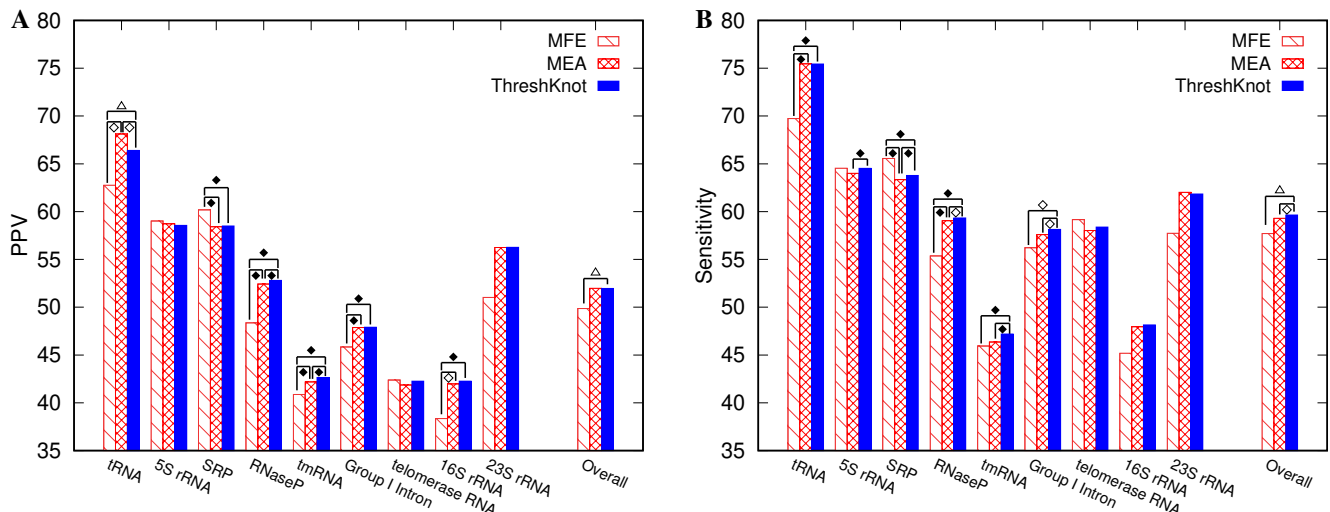 A
PPV
80
75
70
65
60
55
50
45
40
35
MFE
MEA
ThreshKnot
tRNA
5S rRNA
SRP
RNaseP
tmRNA
Group I Intron
telomerase RNA
16S rRNA
23S rRNA
Overall
B
Sensitivity
80
75
70
65
60
55
50
45
40
35
MFE
MEA
ThreshKnot
tRNA
5S rRNA
SRP
RNaseP
tmRNA
Group I Intron
telomerase RNA
16S rRNA
23S rRNA
Overall